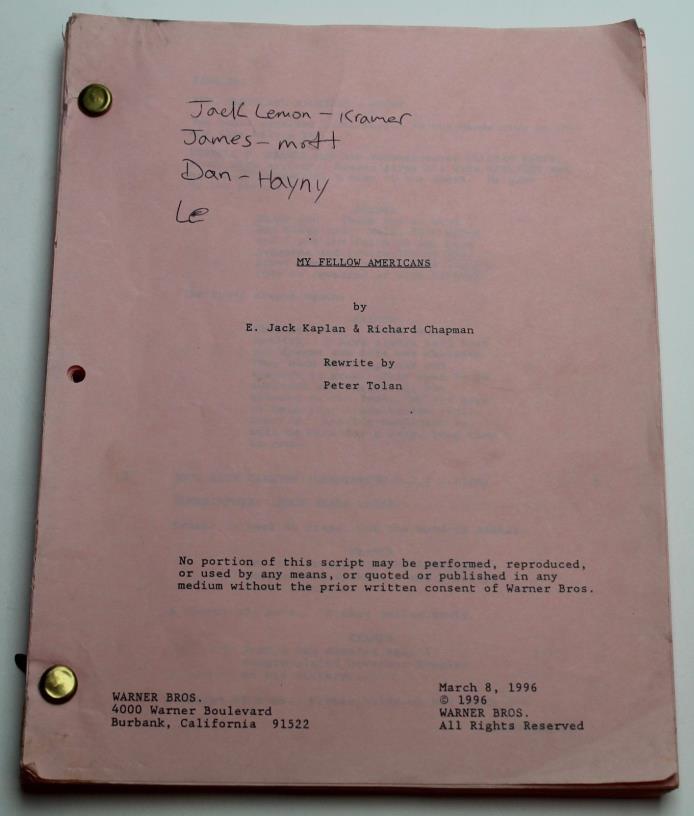 Jack Lemon - Kramer
James - mott
Dan - Hayny
Le
MY FELLOW AMERICANS
by
E. Jack Kaplan & Richard Chapman
Rewrite by
Peter Tolan
No portion of this script may be performed, reproduced,
or used by any means, or quoted or published in any
medium without the prior written consent of Warner Bros.
WARNER BROS.
4000 Warner Boulevard
Burbank, California 91522
March 8, 1996
© 1996
WARNER BROS.
All Rights Reserved